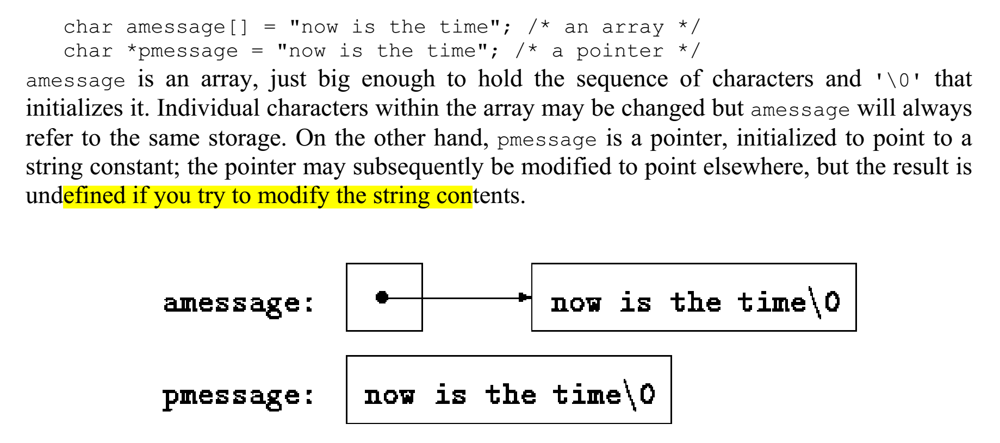 char amessage[] = "now is the time"; /* an array */
char *pmessage = "now is the time"; /* a pointer */
amessage is an array, just big enough to hold the sequence of characters and '\0' that
initializes it. Individual characters within the array may be changed but amessage will always
refer to the same storage. On the other hand, pmessage is a pointer, initialized to point to a
string constant; the pointer may subsequently be modified to point elsewhere, but the result is
undefined if you try to modify the string contents.
amessage: now is the time\0
pmessage: now is the time\0